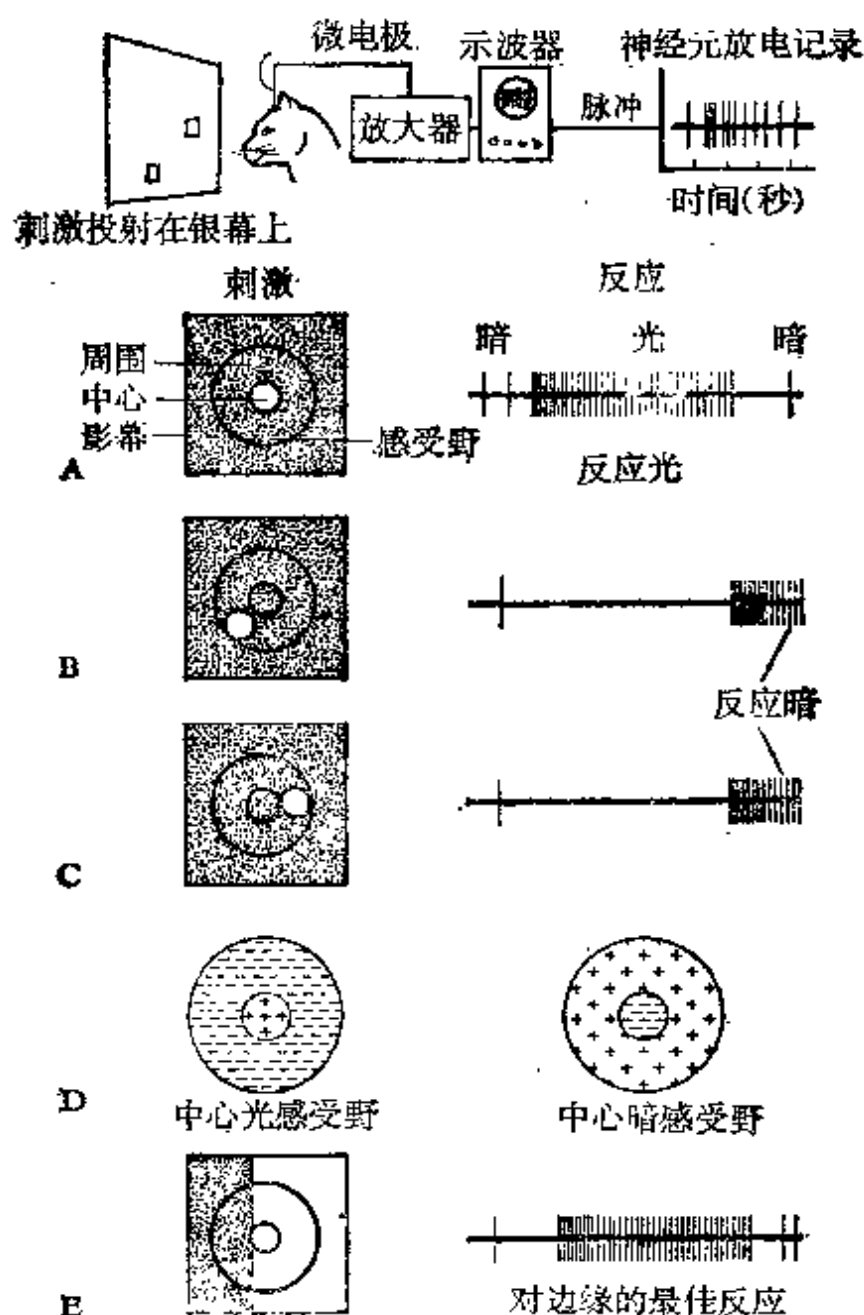 微电极
示波器
神经元放电记录
放大器
脉冲
时间(秒)
刺激投射在银幕上
刺激
反应
暗 光 暗
周围
中心
影幕
感受野
A
反应光
B
反应暗
C
D
中心光感受野
中心暗感受野
E
对边缘的最佳反应